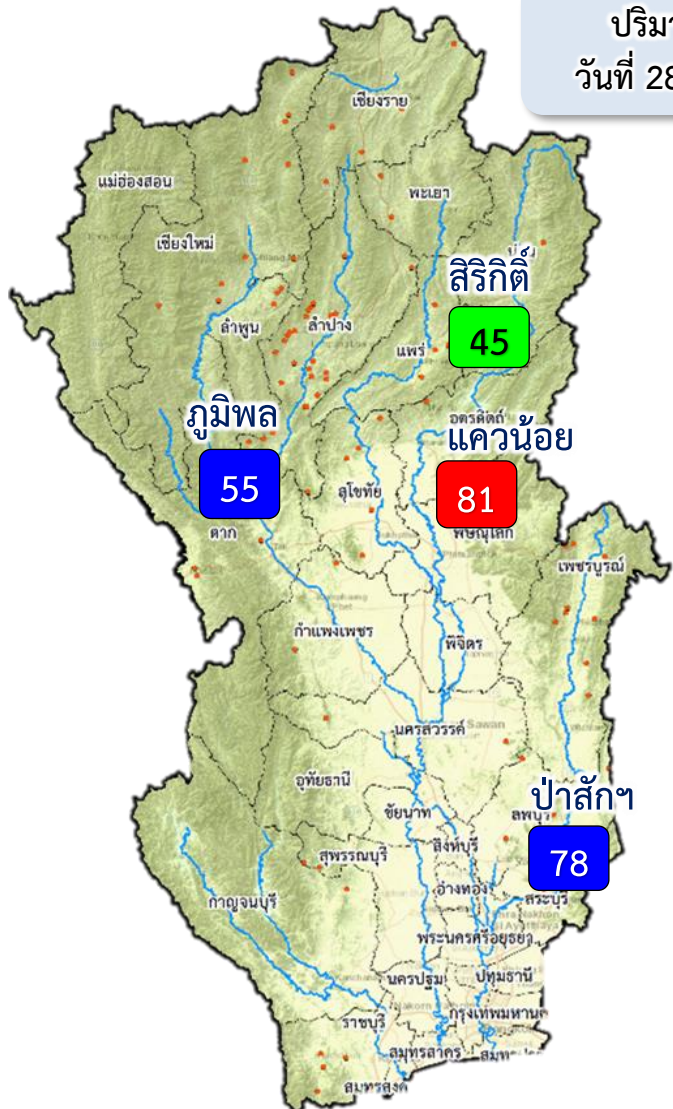 ปริมา
วันที่ 28
เชียงราย
แม่ฮ่องสอน
พะเยา
เชียงใหม่
น่าน
สิริกิติ์
45
ลำพูน
ลำปาง
แพร่
ภูมิพล
55
อุตรดิตถ์
แควน้อย
81
สุโขทัย
ตาก
พิษณุโลก
เพชรบูรณ์
กำแพงเพชร
พิจิตร
นครสวรรค์
Sawan
อุทัยธานี
ป่าสักฯ
78
ชัยนาท
ลพบุรี
สิงห์บุรี
สุพรรณบุรี
อ่างทอง
สระบุรี
กาญจนบุรี
พระนครศรีอยุธยา
นครปฐม
ปทุมธานี
กรุงเทพมหานค
ราชบุรี
สมุทรสาคร
สมุท
สมุทรสงค